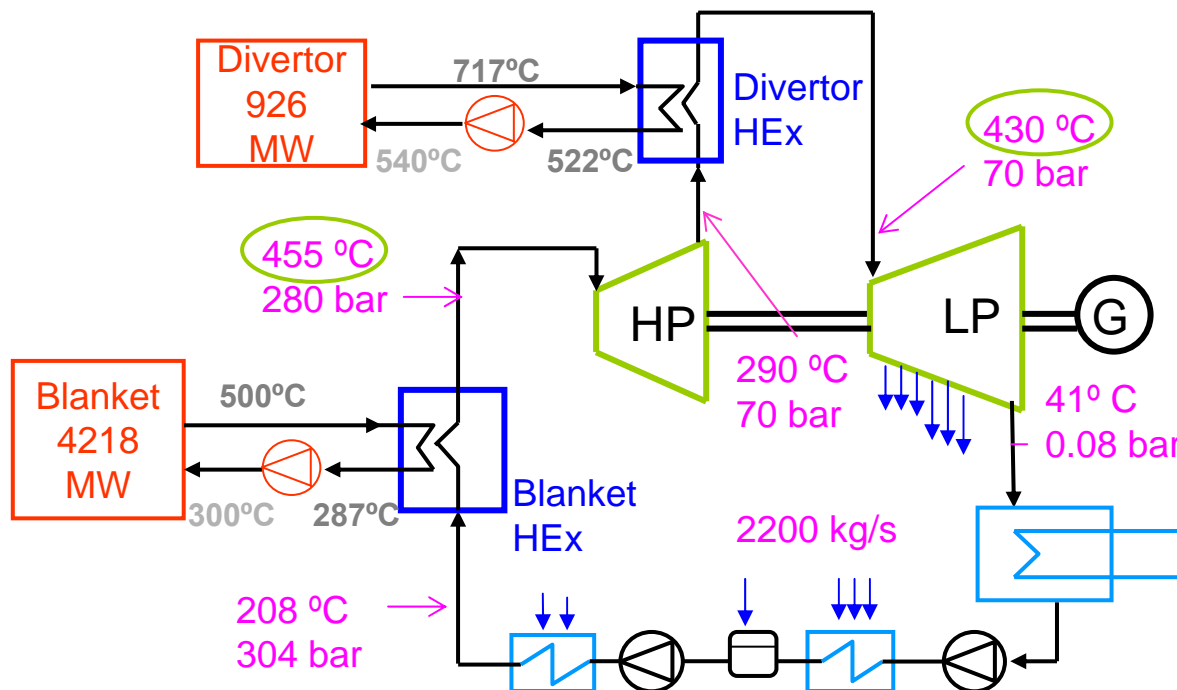 Divertor
926
MW
717ºC
540ºC
522ºC
Divertor
HEx
430 ºC
70 bar
455 ºC
280 bar
HP
LP
G
290 ºC
70 bar
41º C
0.08 bar
Blanket
4218
MW
500ºC
300ºC
287ºC
Blanket
HEx
2200 kg/s
208 ºC
304 bar